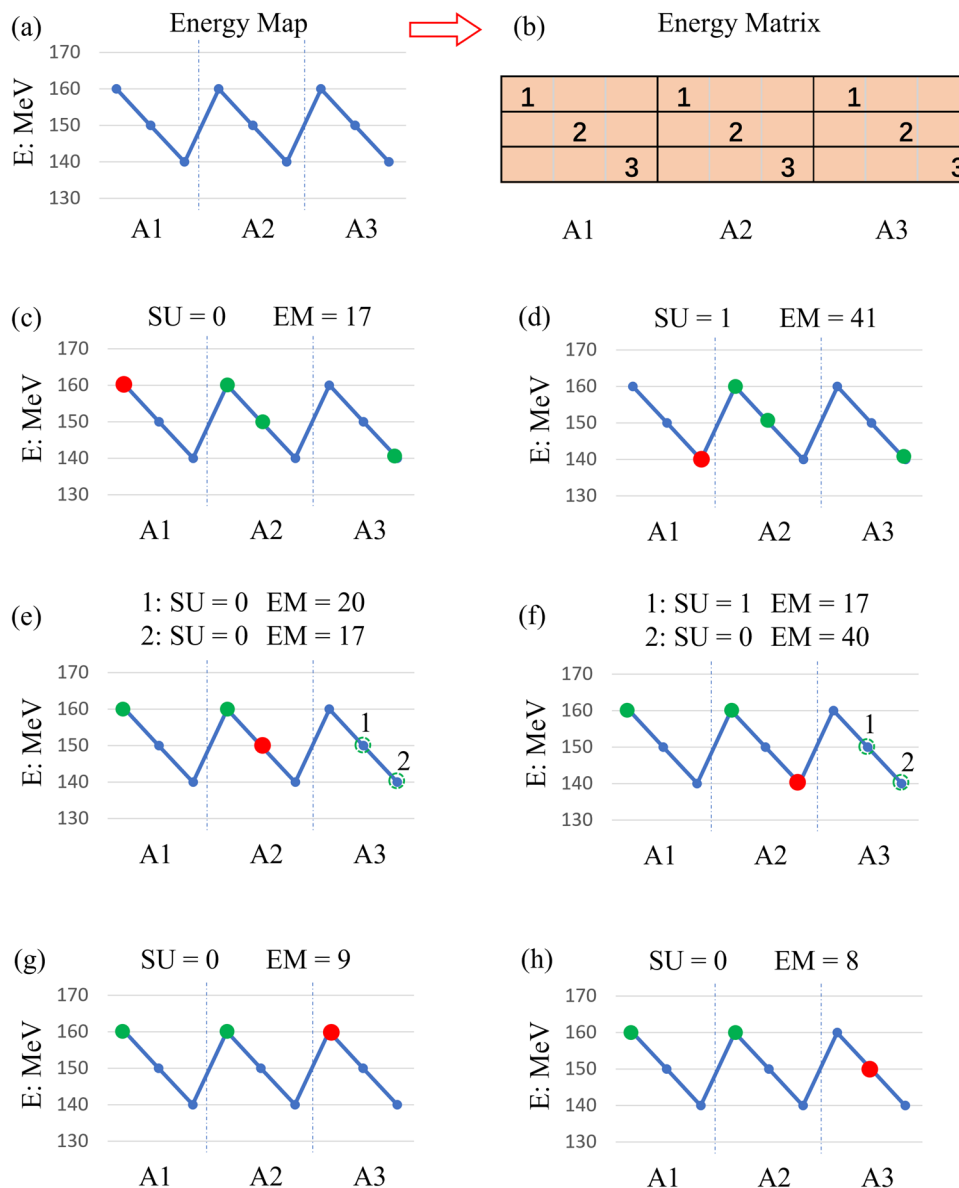 (a) Energy Map
170
160
150
140
130
E: MeV
A1 A2 A3
(b) Energy Matrix
1 1 1
2 2 2
3 3 3
A1 A2 A3
(c) SU = 0 EM = 17
170
160
150
140
130
E: MeV
A1 A2 A3
(d) SU = 1 EM = 41
170
160
150
140
130
E: MeV
A1 A2 A3
(e) 1: SU = 0 EM = 20
2: SU = 0 EM = 17
170
160
150
140
130
E: MeV
1
2
A1 A2 A3
(f) 1: SU = 1 EM = 17
2: SU = 0 EM = 40
170
160
150
140
130
E: MeV
1
2
A1 A2 A3
(g) SU = 0 EM = 9
170
160
150
140
130
E: MeV
A1 A2 A3
(h) SU = 0 EM = 8
170
160
150
140
130
E: MeV
A1 A2 A3